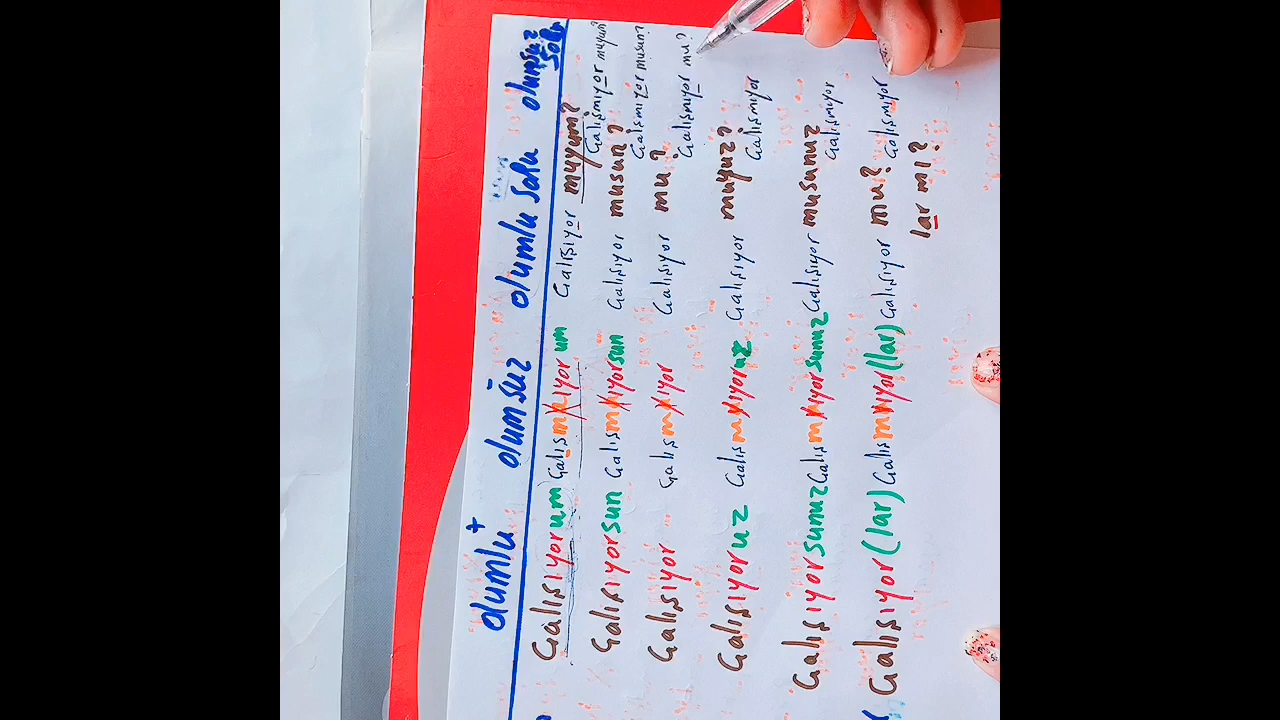 olumlu + olumsuz olumlu soru olumsuz soru
Çalışıyorum Çalışmıyorum Çalışıyor muyum? Çalışmıyor muyum?
Çalışıyorsun Çalışmıyorsun Çalışıyor musun? Çalışmıyor musun?
Çalışıyor Çalışmıyor Çalışıyor mu? Çalışmıyor mu?
Çalışıyoruz Çalışmıyoruz Çalışıyor muyuz? Çalışmıyor
Çalışıyorsunuz Çalışmıyorsunuz Çalışıyor musunuz Çalışmıyor
Çalışıyor(lar) Çalışmıyor(lar) Çalışıyor mu? Çalışmıyor
lar mı?